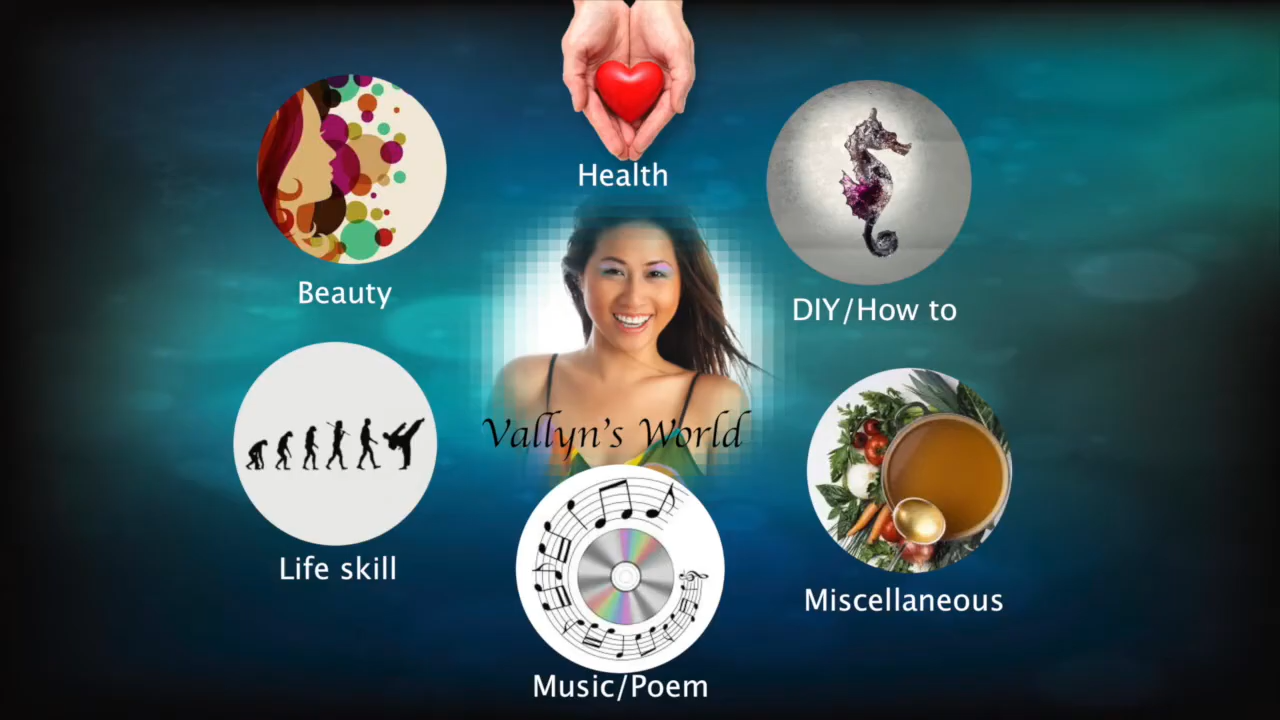 Health
Beauty
DIY/How to
Vallyn's World
Life skill
Miscellaneous
Music/Poem